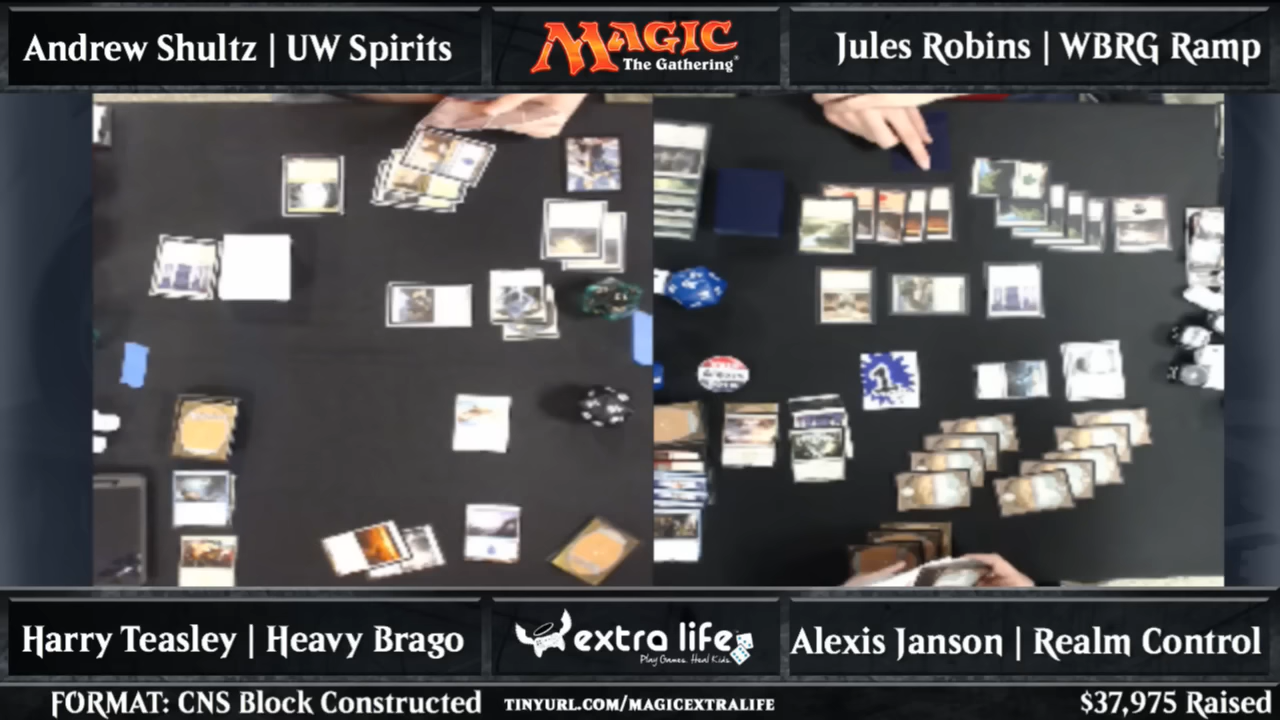 Andrew Shultz | UW Spirits
MAGIC
The Gathering®
Jules Robins | WBRG Ramp
1
Harry Teasley | Heavy Brago
extra life
Play Games. Heal Kids.
Alexis Janson | Realm Control
FORMAT: CNS Block Constructed
TINYURL.COM/MAGICEXTRALIFE
$37,975 Raised